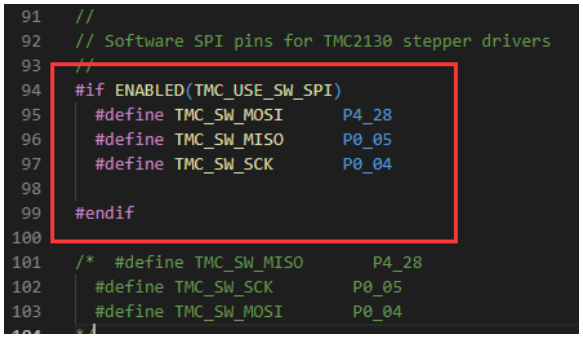 91 //
92 // Software SPI pins for TMC2130 stepper drivers
93 //
94 #if ENABLED(TMC_USE_SW_SPI)
95 #define TMC_SW_MOSI P4_28
96 #define TMC_SW_MISO P0_05
97 #define TMC_SW_SCK P0_04
98
99 #endif
100
101 /* #define TMC_SW_MISO P4_28
102 #define TMC_SW_SCK P0_05
103 #define TMC_SW_MOSI P0_04
104 */